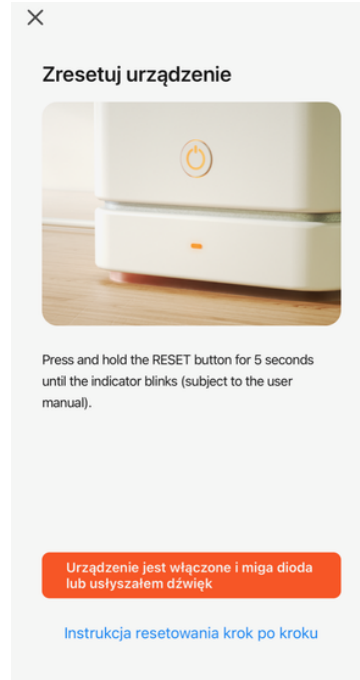 Zresetuj urządzenie
Press and hold the RESET button for 5 seconds
until the indicator blinks (subject to the user
manual).
Urządzenie jest włączone i miga dioda
lub usłyszałem dźwięk
Instrukcja resetowania krok po kroku